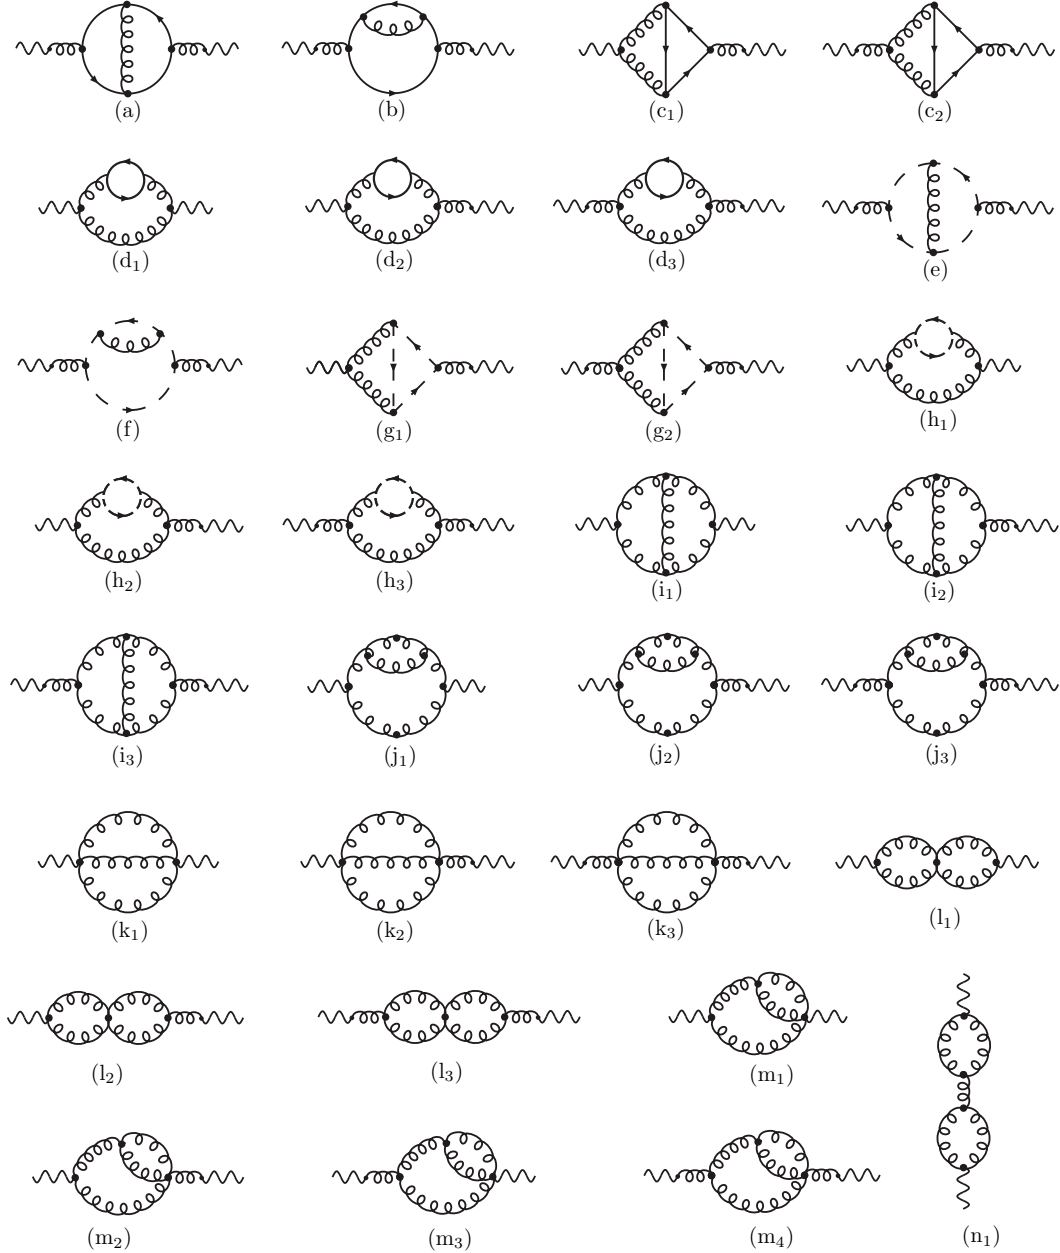 (a) (b) (c₁) (c₂)
(d₁) (d₂) (d₃) (e)
(f) (g₁) (g₂) (h₁)
(h₂) (h₃) (i₁) (i₂)
(i₃) (j₁) (j₂) (j₃)
(k₁) (k₂) (k₃) (l₁)
(l₂) (l₃) (m₁)
(m₂) (m₃) (m₄) (n₁)